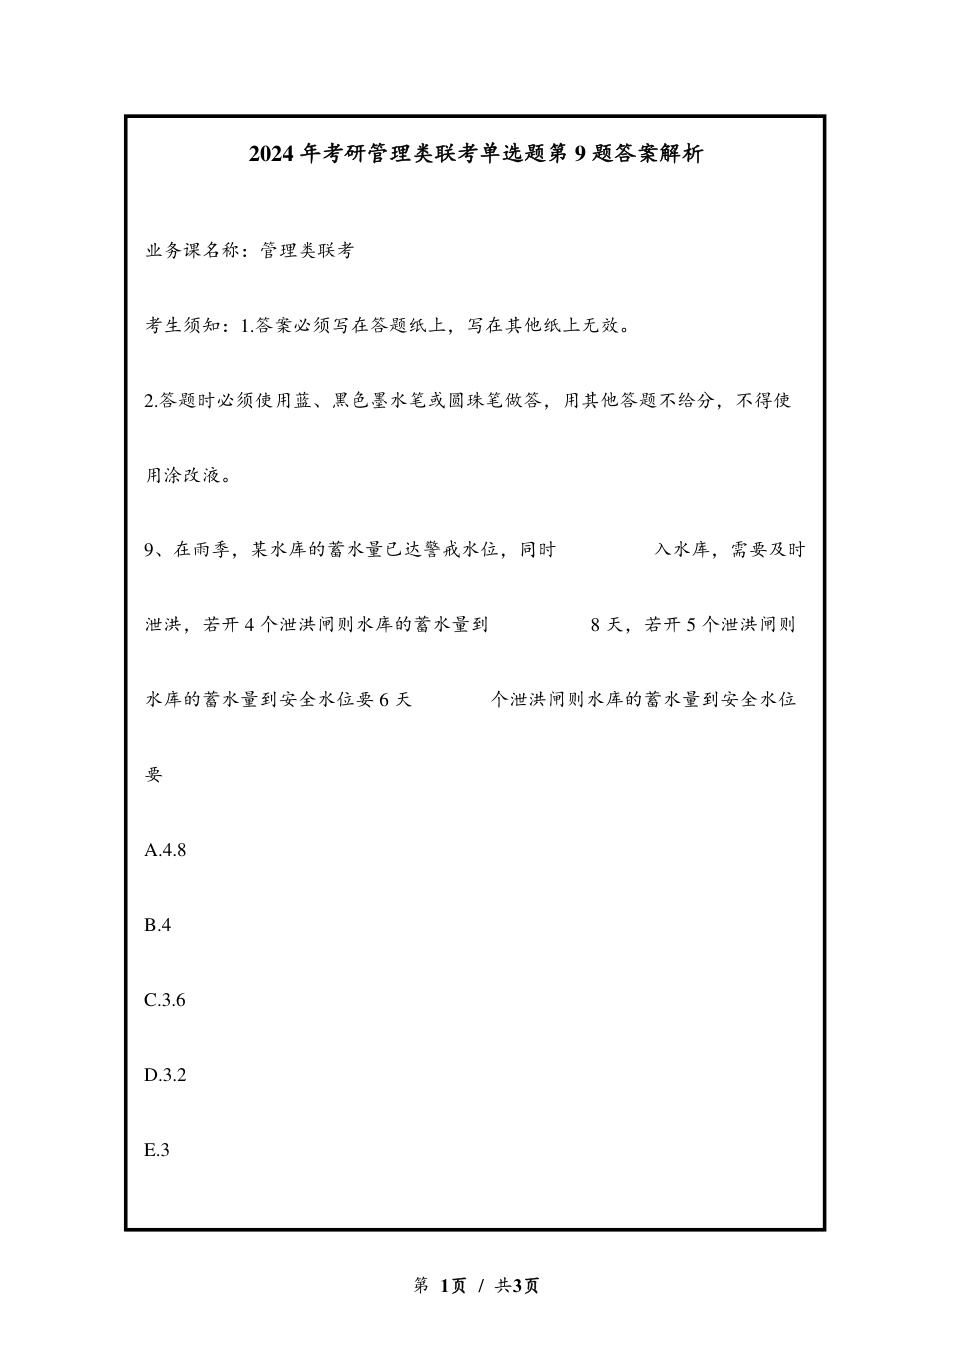 2024 年考研管理类联考单选题第 9 题答案解析
业务课名称：管理类联考
考生须知：1.答案必须写在答题纸上，写在其他纸上无效。
2.答题时必须使用蓝、黑色墨水笔或圆珠笔做答，用其他答题不给分，不得使
用涂改液。
9、在雨季，某水库的蓄水量已达警戒水位，同时 入水库，需要及时
泄洪，若开 4 个泄洪闸则水库的蓄水量到 8 天，若开 5 个泄洪闸则
水库的蓄水量到安全水位要 6 天 个泄洪闸则水库的蓄水量到安全水位
要
A.4.8
B.4
C.3.6
D.3.2
E.3
第 1页 / 共3页